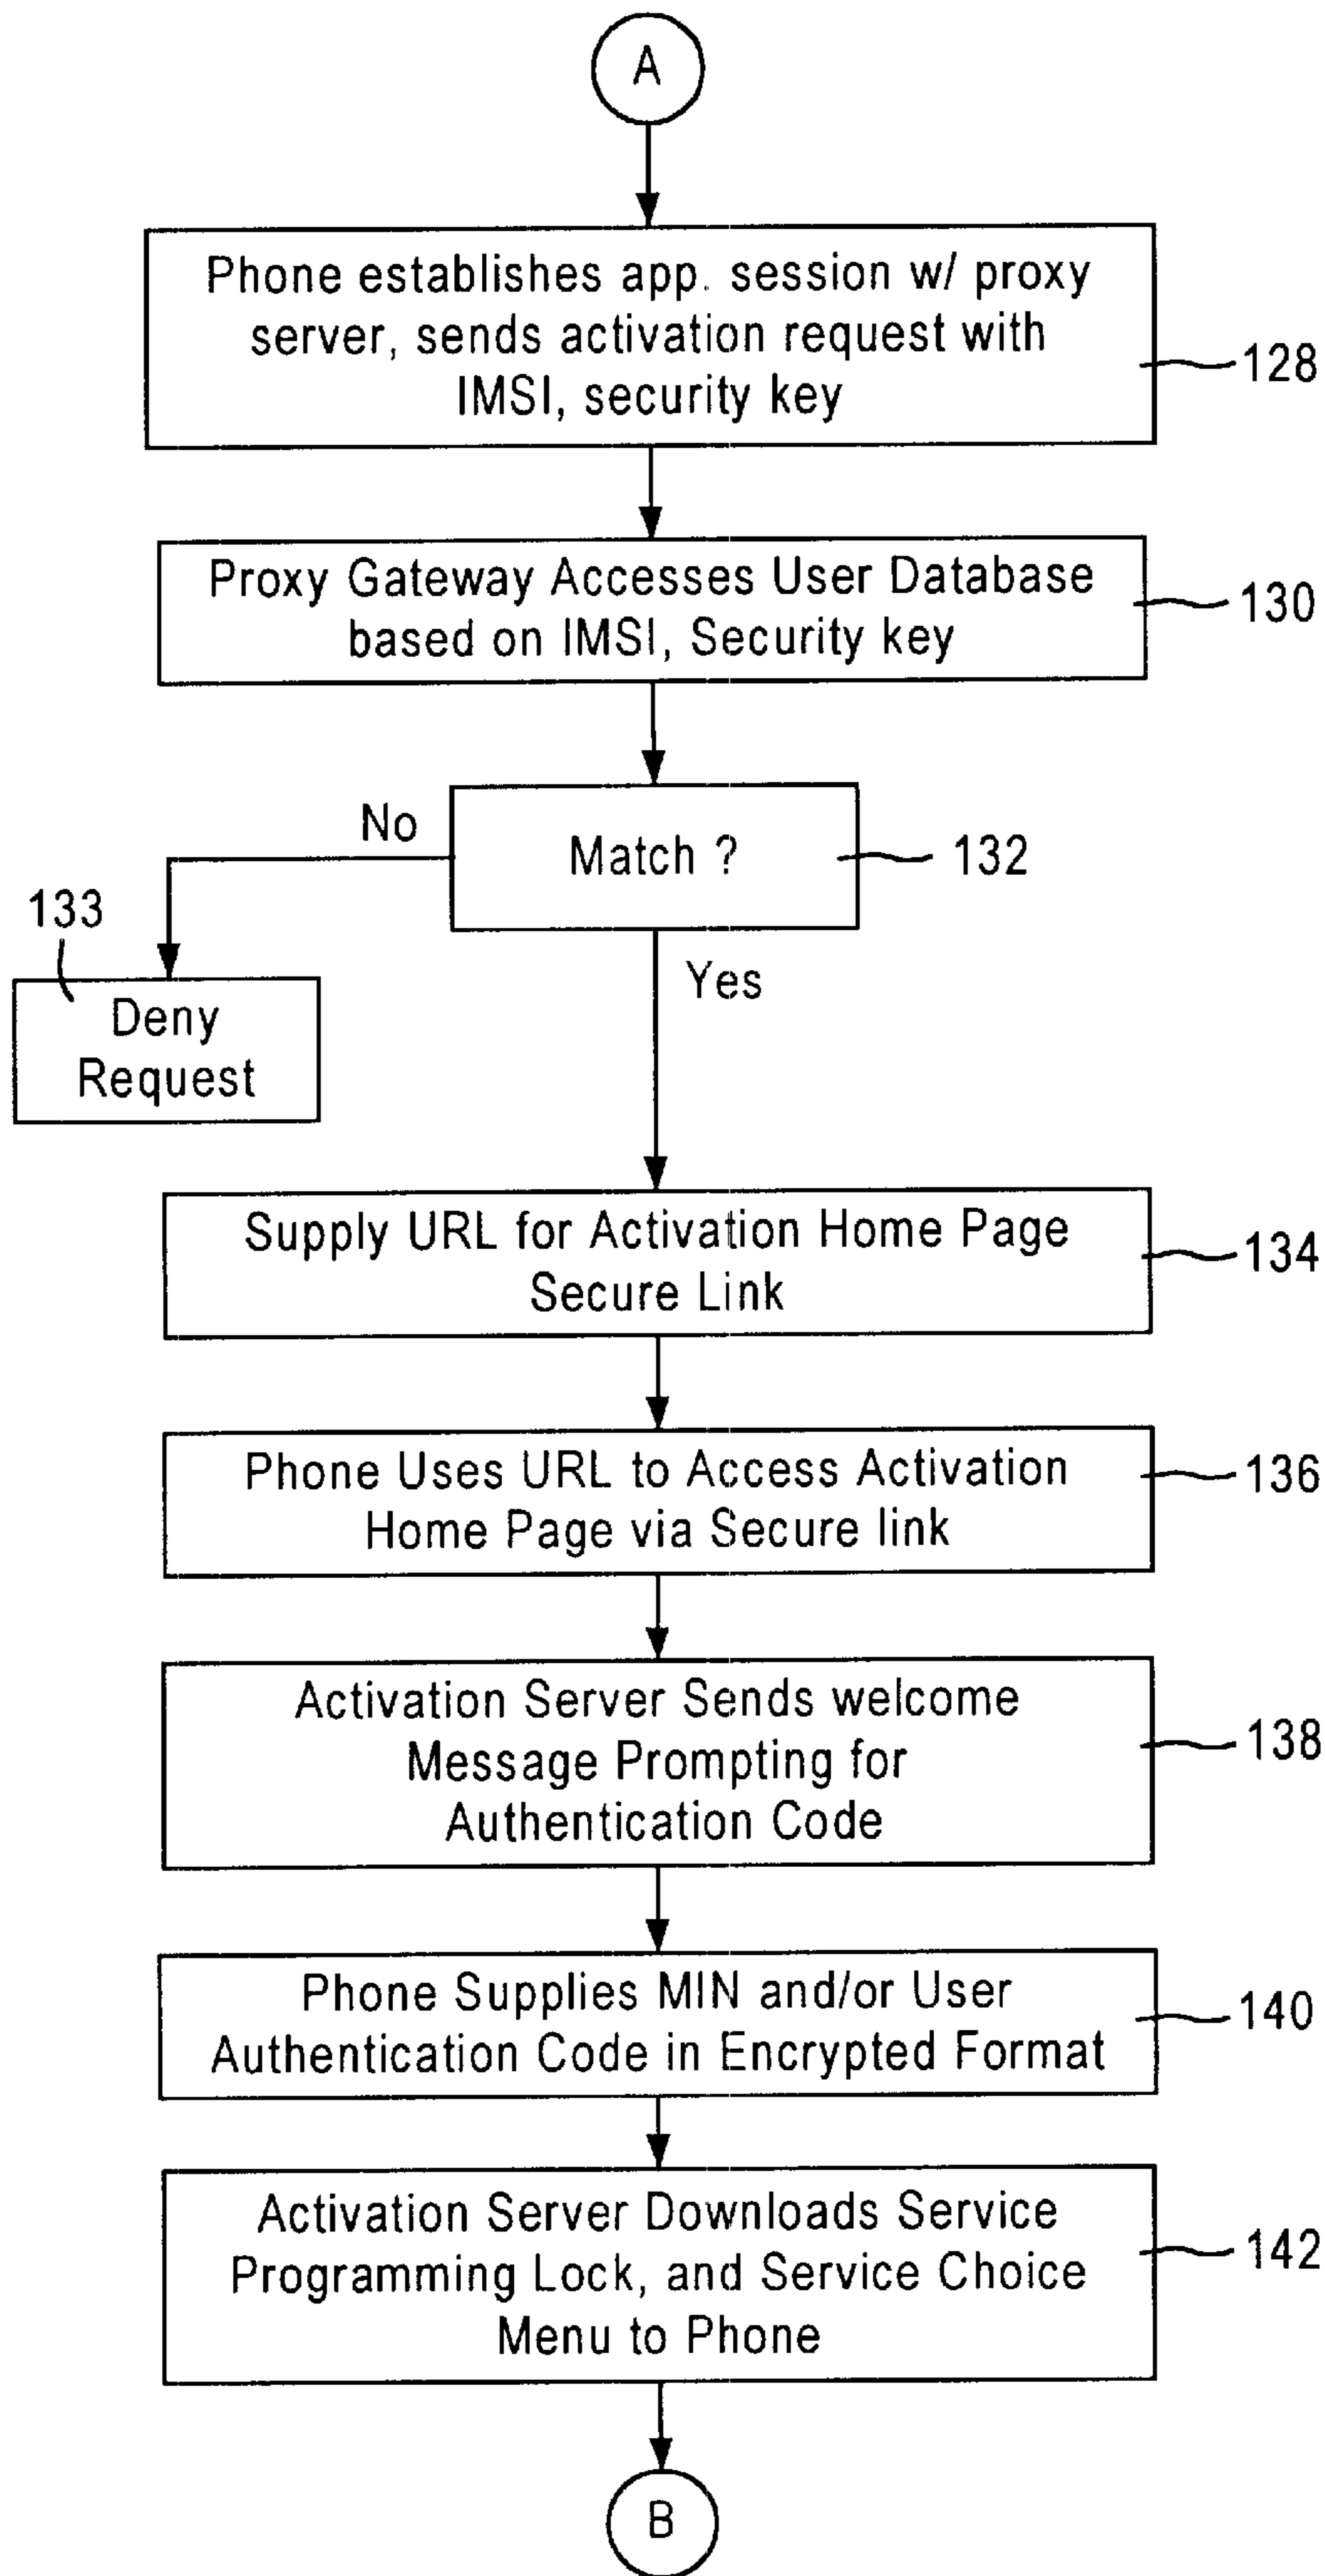 A
Phone establishes app. session w/ proxy
server, sends activation request with
IMSI, security key
128
Proxy Gateway Accesses User Database
based on IMSI, Security key
130
Match ?
132
No
133
Deny
Request
Yes
Supply URL for Activation Home Page
Secure Link
134
Phone Uses URL to Access Activation
Home Page via Secure link
136
Activation Server Sends welcome
Message Prompting for
Authentication Code
138
Phone Supplies MIN and/or User
Authentication Code in Encrypted Format
140
Activation Server Downloads Service
Programming Lock, and Service Choice
Menu to Phone
142
B